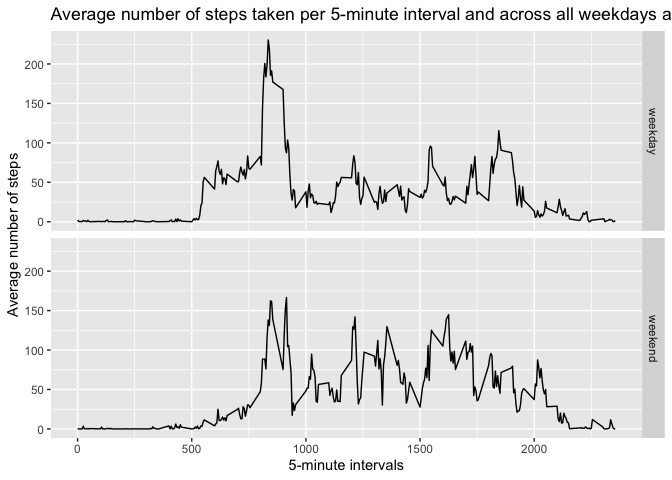 Average number of steps taken per 5-minute interval and across all weekdays a
200
150
100
50
0
weekday
Average number of steps
200
150
100
50
0
weekend
0 500 1000 1500 2000
5-minute intervals